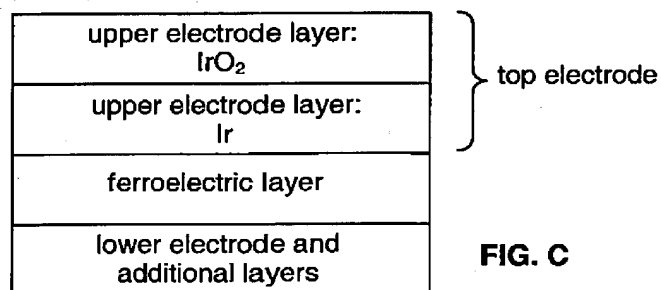 upper electrode layer:
IrO₂
upper electrode layer:
Ir
top electrode
ferroelectric layer
lower electrode and
additional layers
FIG. C